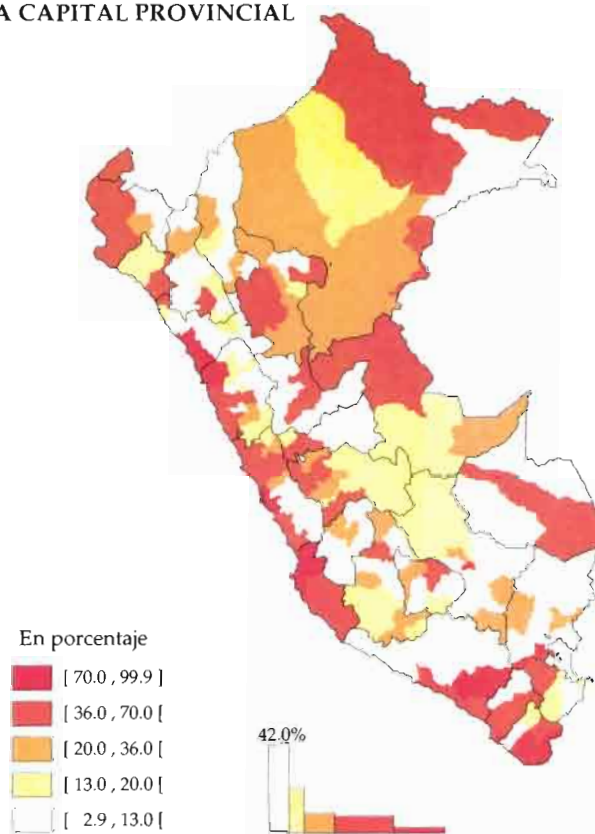 A CAPITAL PROVINCIAL
En porcentaje
[ 70.0 , 99.9 ]
[ 36.0 , 70.0 [
[ 20.0 , 36.0 [
[ 13.0 , 20.0 [
[ 2.9 , 13.0 [
42.0%